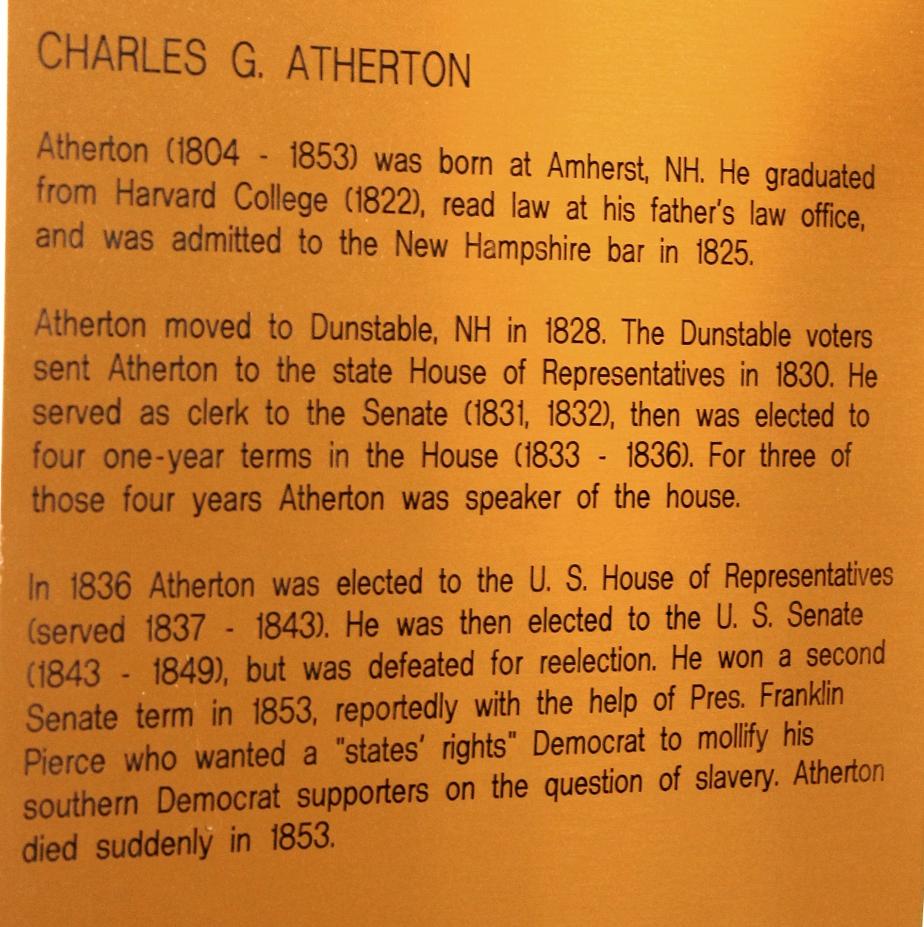 CHARLES G. ATHERTON
Atherton (1804 - 1853) was born at Amherst, NH. He graduated
from Harvard College (1822), read law at his father's law office,
and was admitted to the New Hampshire bar in 1825.
Atherton moved to Dunstable, NH in 1828. The Dunstable voters
sent Atherton to the state House of Representatives in 1830. He
served as clerk to the Senate (1831, 1832), then was elected to
four one-year terms in the House (1833 - 1836). For three of
those four years Atherton was speaker of the house.
In 1836 Atherton was elected to the U. S. House of Representatives
(served 1837 - 1843). He was then elected to the U. S. Senate
(1843 - 1849), but was defeated for reelection. He won a second
Senate term in 1853, reportedly with the help of Pres. Franklin
Pierce who wanted a "states' rights" Democrat to mollify his
southern Democrat supporters on the question of slavery. Atherton
died suddenly in 1853.